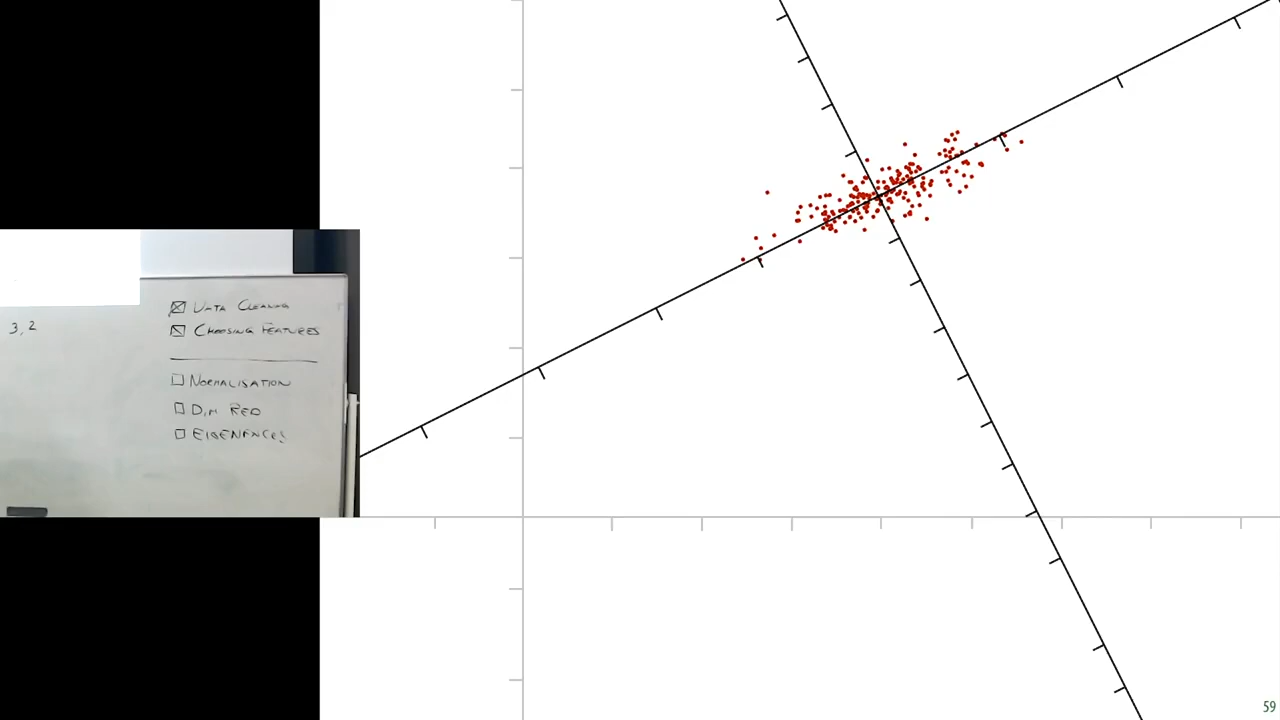 3, 2
DATA CLEANING
CHOOSING FEATURES
NORMALISATION
DIM RED
EIGENFACES
59